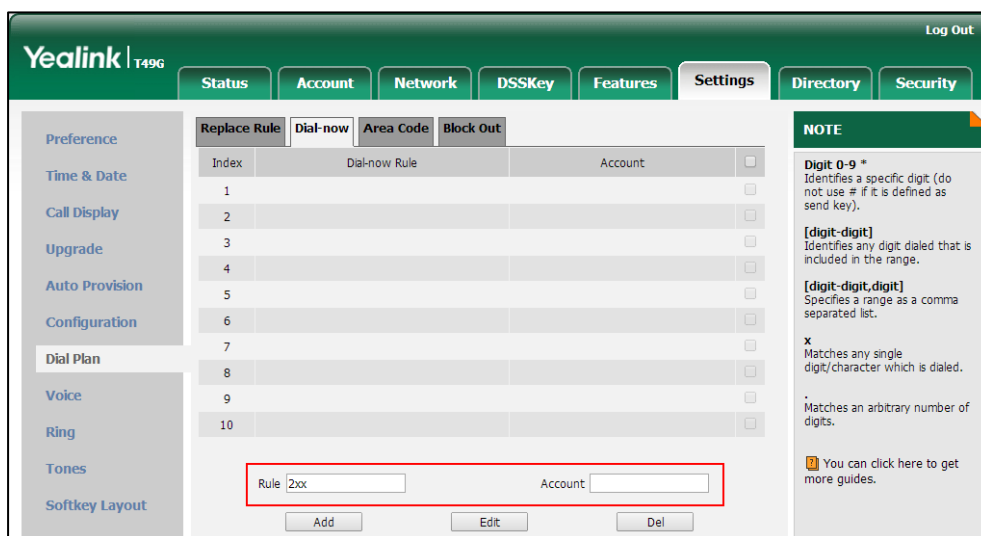 Log Out
Yealink | T49G
Status Account Network DSSKey Features Settings Directory Security
Preference
Time & Date
Call Display
Upgrade
Auto Provision
Configuration
Dial Plan
Voice
Ring
Tones
Softkey Layout
Replace Rule Dial-now Area Code Block Out
Index Dial-now Rule Account
1
2
3
4
5
6
7
8
9
10
Rule 2xx Account
Add Edit Del
NOTE
Digit 0-9 *
Identifies a specific digit (do
not use # if it is defined as
send key).
[digit-digit]
Identifies any digit dialed that is
included in the range.
[digit-digit,digit]
Specifies a range as a comma
separated list.
x
Matches any single
digit/character which is dialed.
.
Matches an arbitrary number of
digits.
? You can click here to get
more guides.